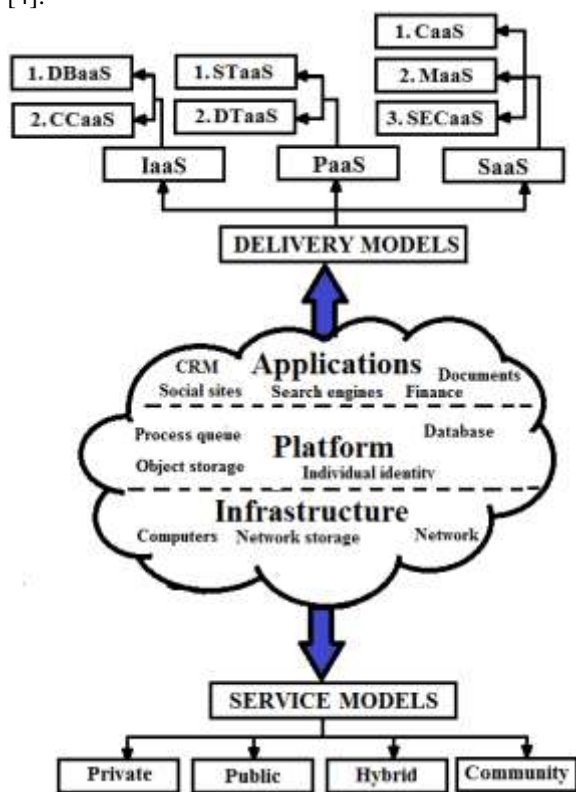 [4].
1. CaaS
1. DBaaS
1. STaaS
2. MaaS
2. CCaaS
2. DTaaS
3. SECaaS
IaaS
PaaS
SaaS
DELIVERY MODELS
CRM
Applications
Documents
Social sites
Search engines
Finance
Process queue
Platform
Database
Object storage
Individual identity
Infrastructure
Computers
Network storage
Network
SERVICE MODELS
Private
Public
Hybrid
Community